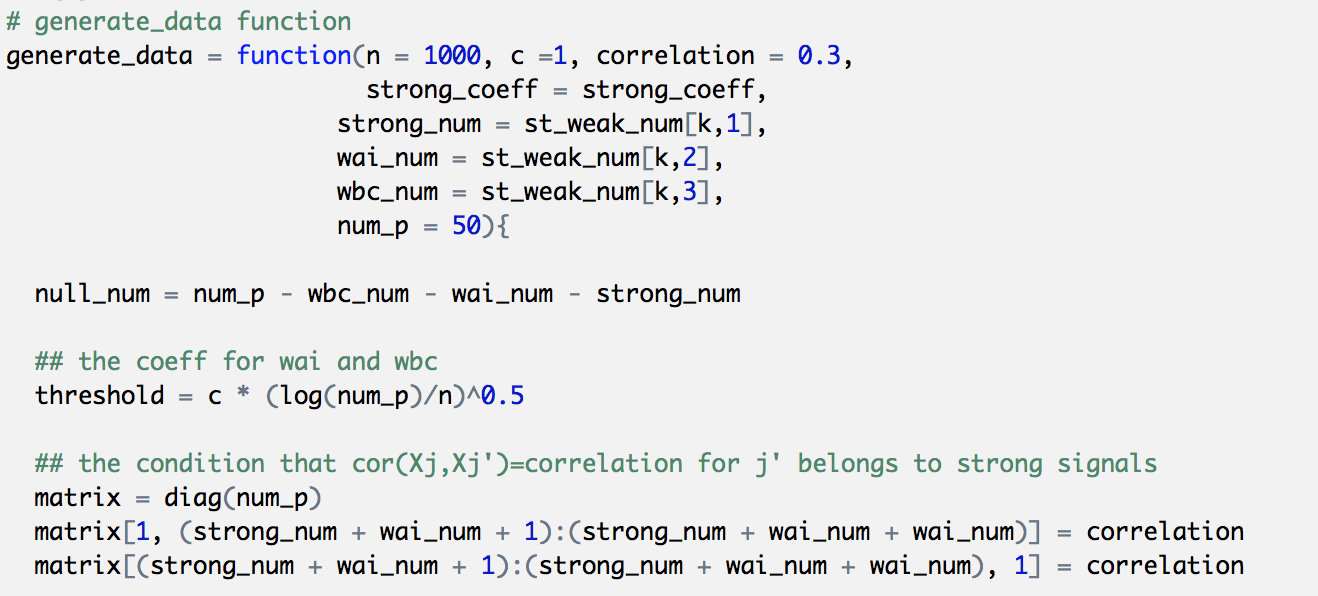 # generate_data function
generate_data = function(n = 1000, c =1, correlation = 0.3,
strong_coeff = strong_coeff,
strong_num = st_weak_num[k,1],
wai_num = st_weak_num[k,2],
wbc_num = st_weak_num[k,3],
num_p = 50){
null_num = num_p - wbc_num - wai_num - strong_num
## the coeff for wai and wbc
threshold = c * (log(num_p)/n)^0.5
## the condition that cor(Xj,Xj')=correlation for j' belongs to strong signals
matrix = diag(num_p)
matrix[1, (strong_num + wai_num + 1):(strong_num + wai_num + wai_num)] = correlation
matrix[(strong_num + wai_num + 1):(strong_num + wai_num + wai_num), 1] = correlation